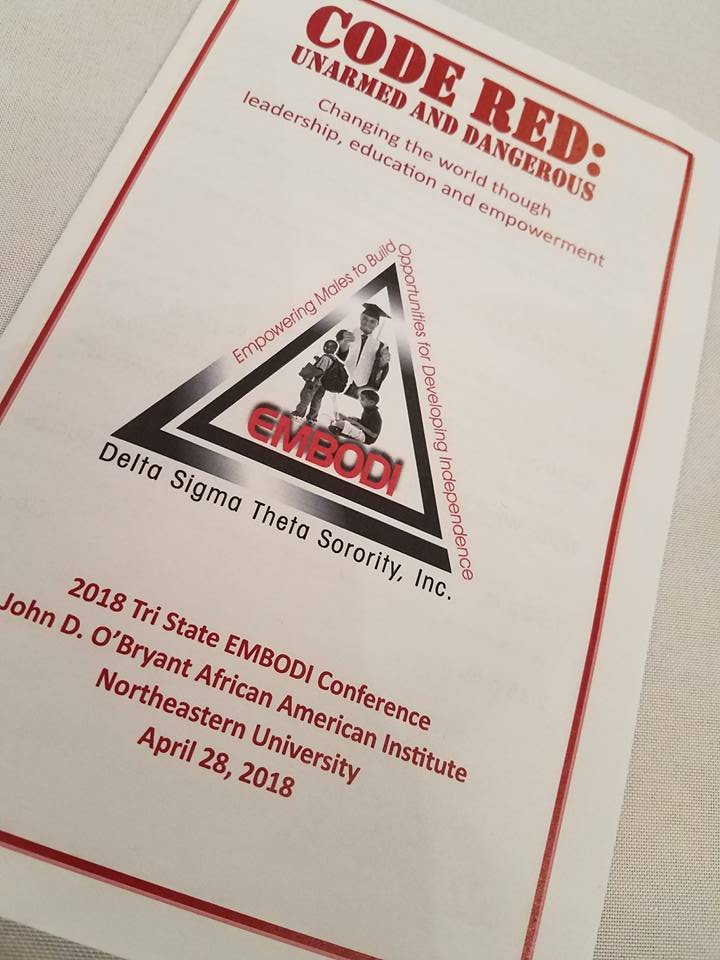 CODE RED:
UNARMED AND DANGEROUS
Changing the world though
leadership, education and empowerment
Empowering Males to Build
Opportunities for Developing Independence
EMBODI
Delta Sigma Theta Sorority, Inc.
2018 Tri State EMBODI Conference
John D. O'Bryant African American Institute
Northeastern University
April 28, 2018